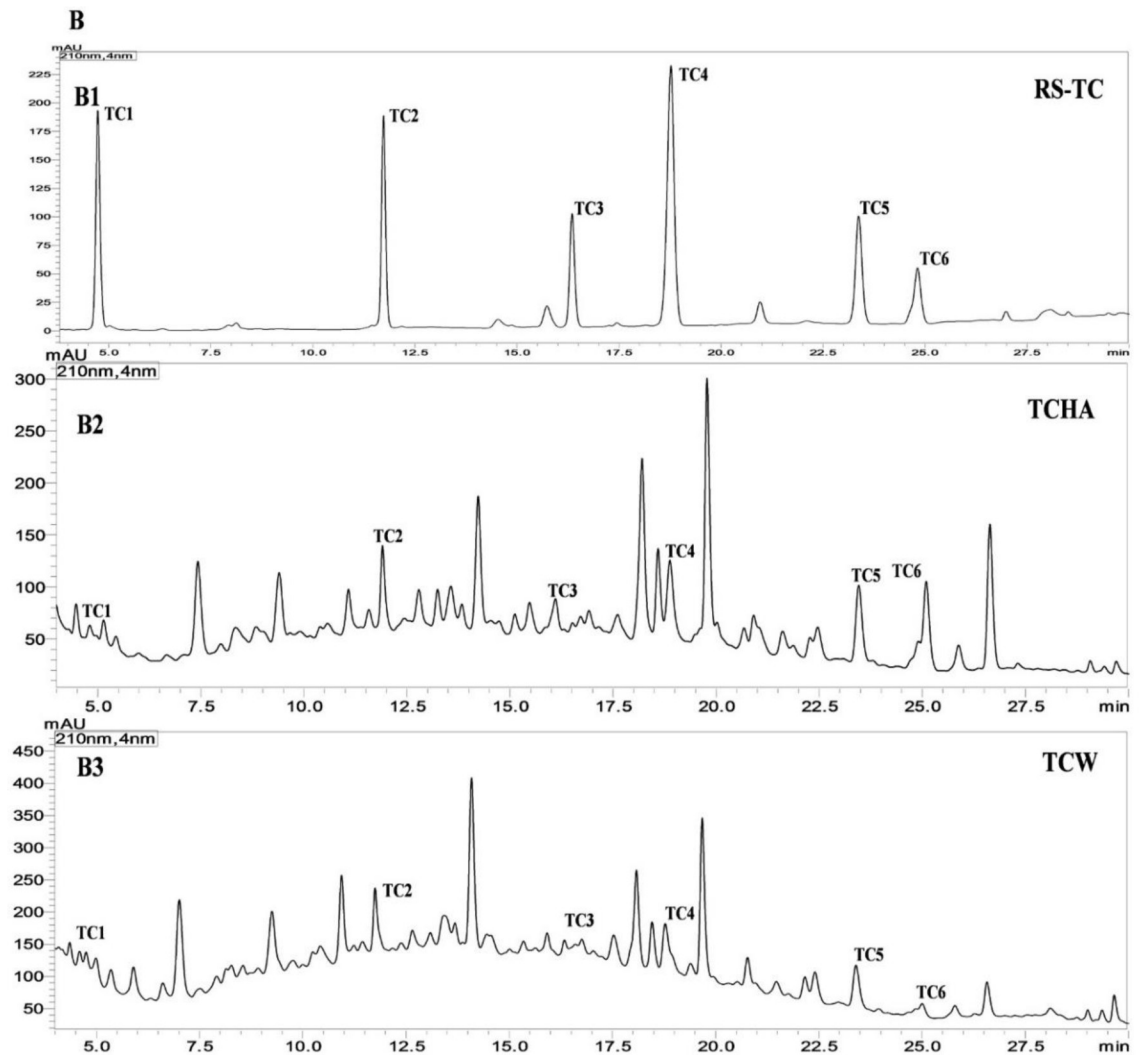 B
mAU
210nm,4nm
B1
RS-TC
225
200
175
150
125
100
75
50
25
0
TC1
TC2
TC3
TC4
TC5
TC6
5.0 7.5 10.0 12.5 15.0 17.5 20.0 22.5 25.0 27.5 min
mAU
210nm,4nm
B2
TCHA
300
250
200
150
100
50
TC1
TC2
TC3
TC4
TC5
TC6
5.0 7.5 10.0 12.5 15.0 17.5 20.0 22.5 25.0 27.5 min
mAU
210nm,4nm
B3
TCW
450
400
350
300
250
200
150
100
50
TC1
TC2
TC3
TC4
TC5
TC6
5.0 7.5 10.0 12.5 15.0 17.5 20.0 22.5 25.0 27.5 min